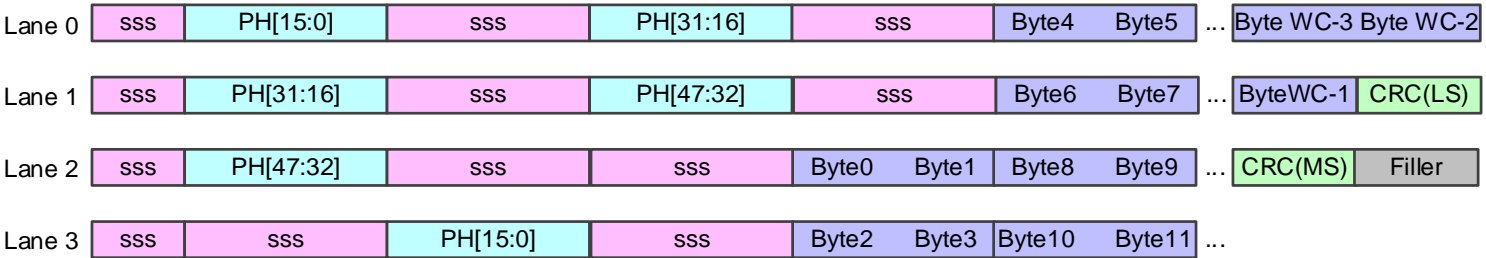 Lane 0 sss PH[15:0] sss PH[31:16] sss Byte4 Byte5 ... Byte WC-3 Byte WC-2
Lane 1 sss PH[31:16] sss PH[47:32] sss Byte6 Byte7 ... ByteWC-1 CRC(LS)
Lane 2 sss PH[47:32] sss sss Byte0 Byte1 Byte8 Byte9 ... CRC(MS) Filler
Lane 3 sss sss PH[15:0] sss Byte2 Byte3 Byte10 Byte11 ...